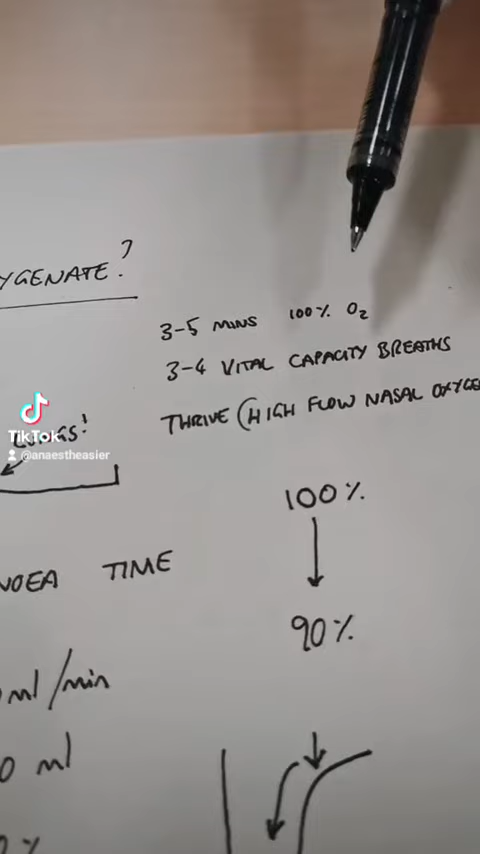 YGENATE?
3-5 MINS 100% O₂
3-4 VITAL CAPACITY BREATHS
THRIVE (HIGH FLOW NASAL OXYGE
TikTok
@anaestheasier
100%
NOEA TIME
90%
ml/min
0 ml